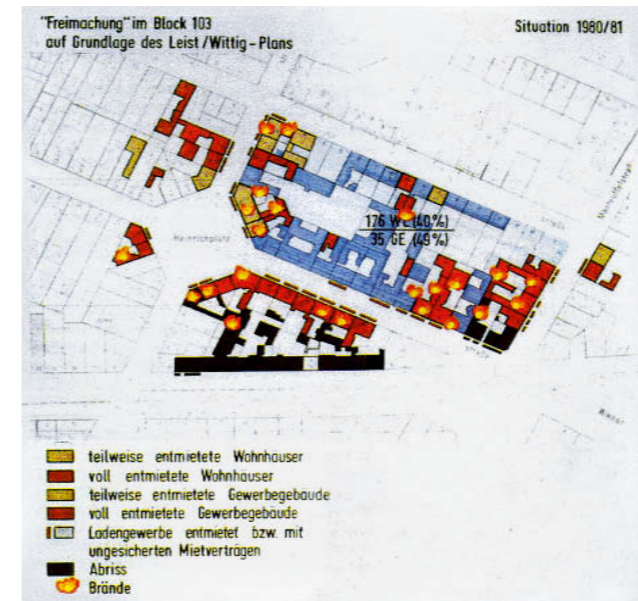 "Freimachung" im Block 103
auf Grundlage des Leist/Wittig-Plans
Situation 1980/81
176 WE (40%)
35 GE (49%)
Heinrichplatz
straße
teilweise entmietete Wohnhäuser
voll entmietete Wohnhäuser
teilweise entmietete Gewerbegebäude
voll entmietete Gewerbegebäude
Ladengewerbe entmietet bzw. mit
ungesicherten Mietverträgen
Abriss
Brände